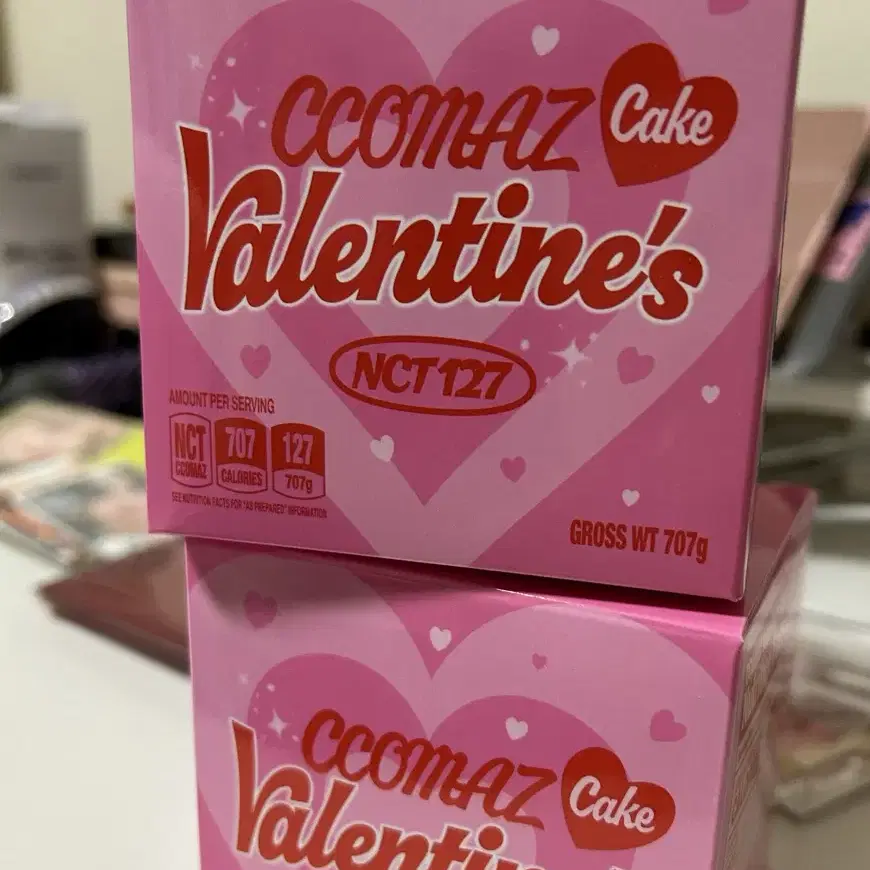 CCOMAZ Cake
Valentine's
NCT 127
AMOUNT PER SERVING
NCT 707 127
CCOMAZ CALORIES 707g
SEE NUTRITION FACTS FOR "AS PREPARED" INFORMATION
GROSS WT 707g
CCOMAZ Cake
Valentin